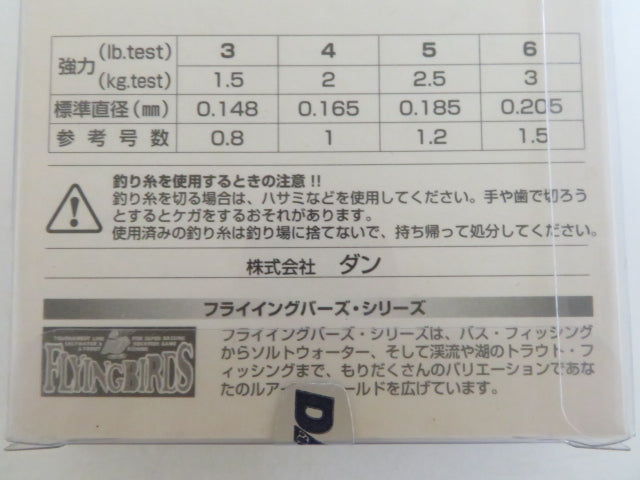 強力 (lb.test) 3 4 5 6
(kg.test) 1.5 2 2.5 3
標準直径(㎜) 0.148 0.165 0.185 0.205
参考号数 0.8 1 1.2 1.5
釣り糸を使用するときの注意!!
釣り糸を切る場合は、ハサミなどを使用してください。手や歯で切ろう
とするとケガをするおそれがあります。
使用済みの釣り糸は釣り場に捨てないで、持ち帰って処分してください。
株式会社 ダン
フライイングバーズ・シリーズ
フライイングバーズ・シリーズは、バス・フィッシング
からソルトウォーター、そして渓流や湖のトラウト・フ
ィッシングまで、もりだくさんのバリエーションであな
たのルアー ールドを広げています。
FLYINGBIRDS
DA